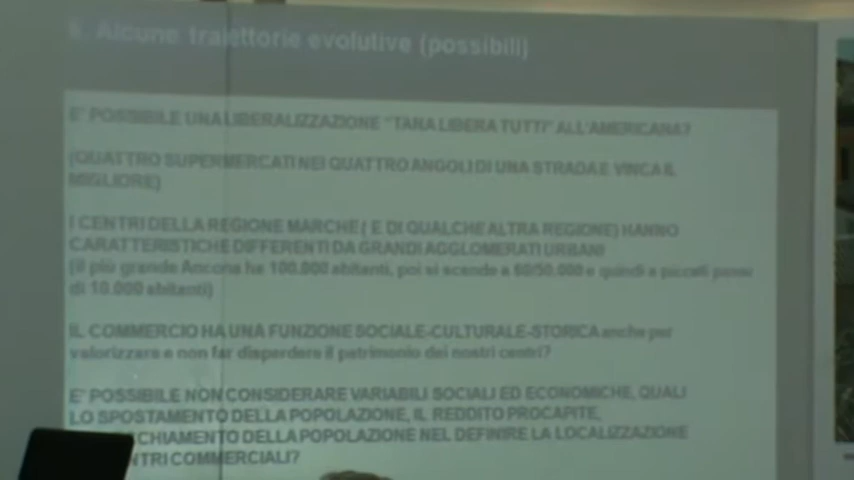 Alcune traiettorie evolutive (possibili)
E' POSSIBILE UNA LIBERALIZZAZIONE "TANA LIBERA TUTTI" ALL'AMERICANA?
(QUATTRO SUPERMERCATI NEI QUATTRO ANGOLI DI UNA STRADA E VINCA IL
MIGLIORE)
I CENTRI DELLA REGIONE MARCHE ( E DI QUALCHE ALTRA REGIONE) HANNO
CARATTERISTICHE DIFFERENTI DA GRANDI AGGLOMERATI URBANI
(il più grande Ancona ha 100.000 abitanti, poi si scende a 60/50.000 e quindi a piccoli paesi
di 10.000 abitanti)
IL COMMERCIO HA UNA FUNZIONE SOCIALE-CULTURALE-STORICA anche per
valorizzare e non far disperdere il patrimonio dei nostri centri?
E' POSSIBILE NON CONSIDERARE VARIABILI SOCIALI ED ECONOMICHE, QUALI
LO SPOSTAMENTO DELLA POPOLAZIONE, IL REDDITO PROCAPITE,
CHIAMENTO DELLA POPOLAZIONE NEL DEFINIRE LA LOCALIZZAZIONE
NTRI COMMERCIALI?